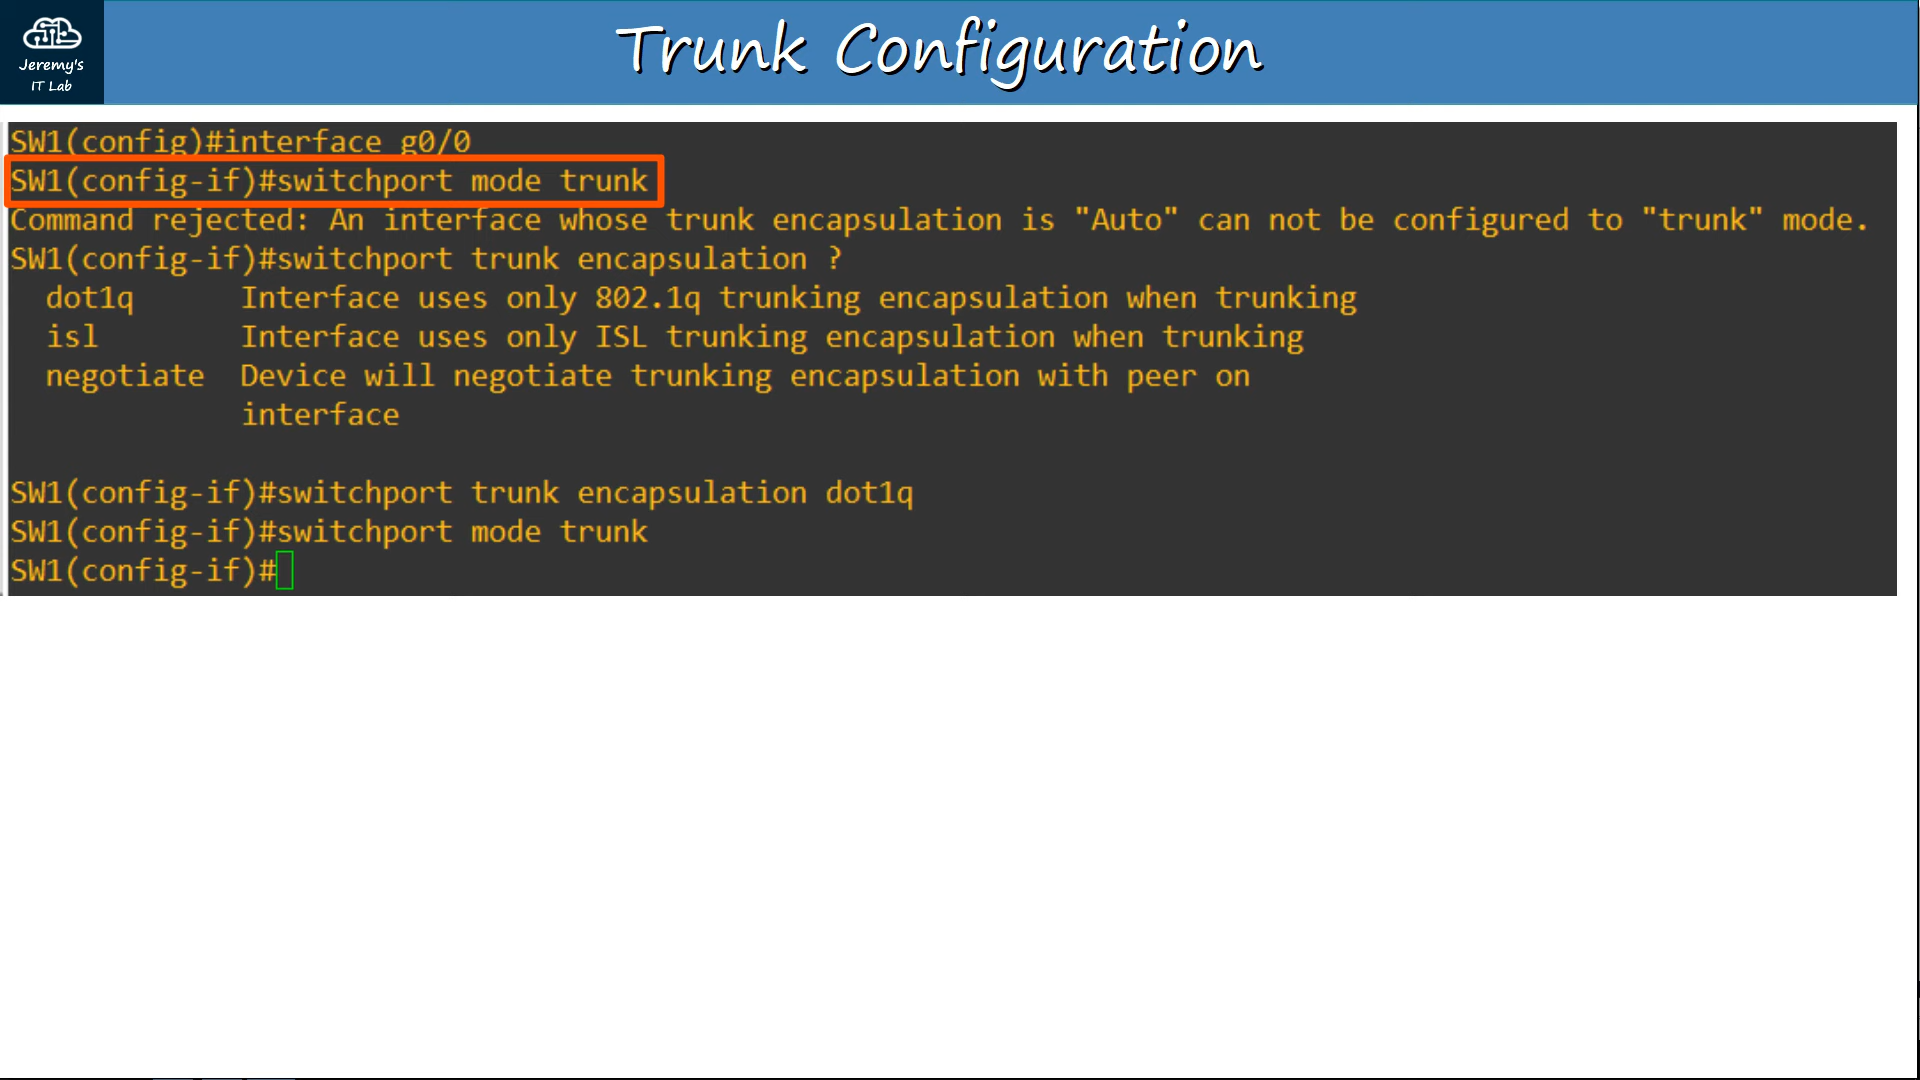 Jeremy's
IT Lab
Trunk Configuration
SW1(config)#interface g0/0
SW1(config-if)#switchport mode trunk
Command rejected: An interface whose trunk encapsulation is "Auto" can not be configured to "trunk" mode.
SW1(config-if)#switchport trunk encapsulation ?
  dot1q      Interface uses only 802.1q trunking encapsulation when trunking
  isl        Interface uses only ISL trunking encapsulation when trunking
  negotiate  Device will negotiate trunking encapsulation with peer on
             interface
SW1(config-if)#switchport trunk encapsulation dot1q
SW1(config-if)#switchport mode trunk
SW1(config-if)#